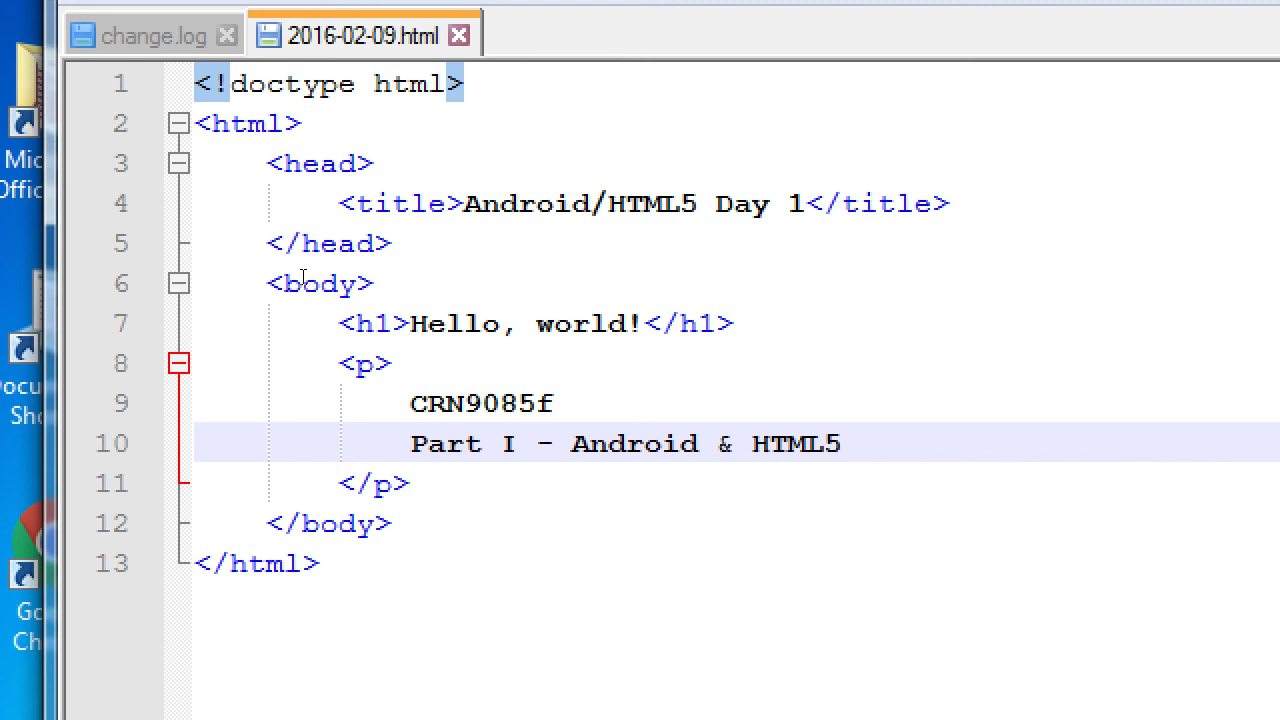 change.log
2016-02-09.html
1 <!doctype html>
2 <html>
3 <head>
4 <title>Android/HTML5 Day 1</title>
5 </head>
6 <body>
7 <h1>Hello, world!</h1>
8 <p>
9 CRN9085f
10 Part I - Android & HTML5
11 </p>
12 </body>
13 </html>